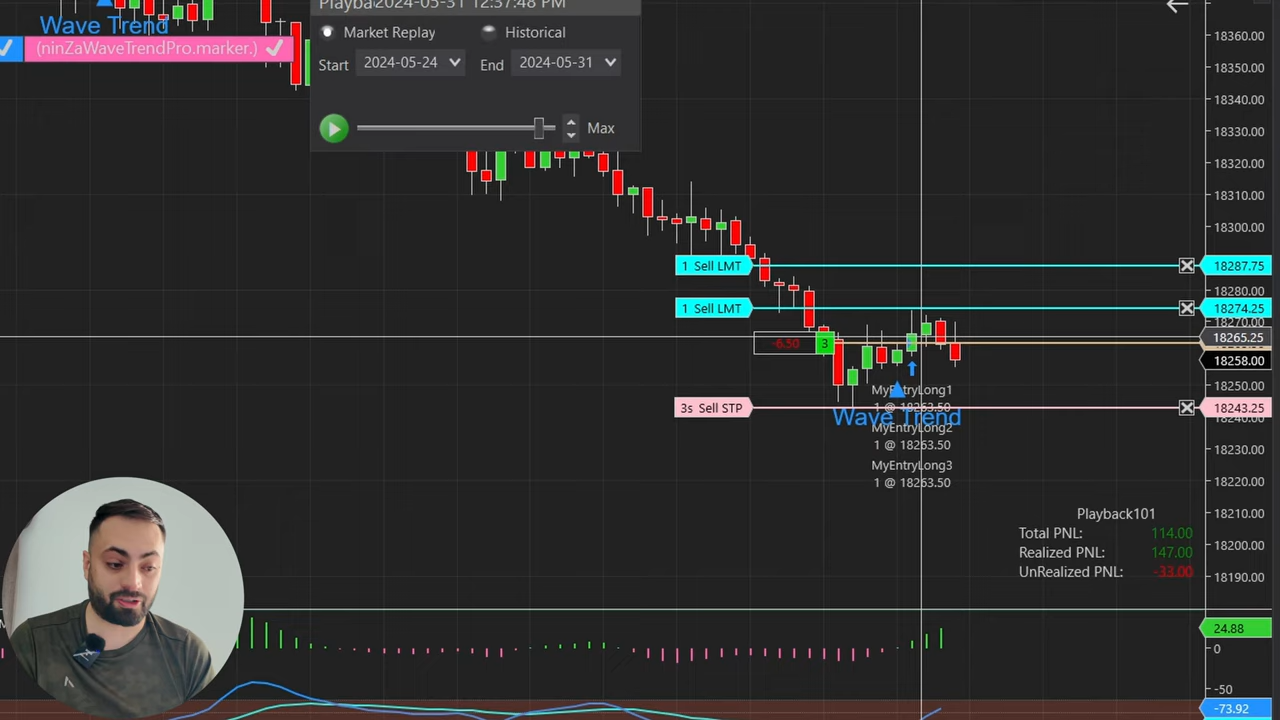 Playba2024-05-31 12:37:48 PM
Wave Trend
(ninZaWaveTrendPro.marker.)
Market Replay
Historical
Start 2024-05-24 End 2024-05-31
Max
18360.00
18350.00
18340.00
18330.00
18320.00
18310.00
18300.00
1 Sell LMT
18287.75
18280.00
1 Sell LMT
18274.25
18270.00
18265.25
-6.50 3
18258.00
18250.00
MyEntryLong1
1 @ 18263.50
3s Sell STP
18243.25
18240.00
Wave Trend
MyEntryLong2
1 @ 18263.50
18230.00
MyEntryLong3
1 @ 18263.50
18220.00
18210.00
18200.00
18190.00
Playback101
Total PNL: 114.00
Realized PNL: 147.00
UnRealized PNL: -33.00
24.88
0
-50
-73.92